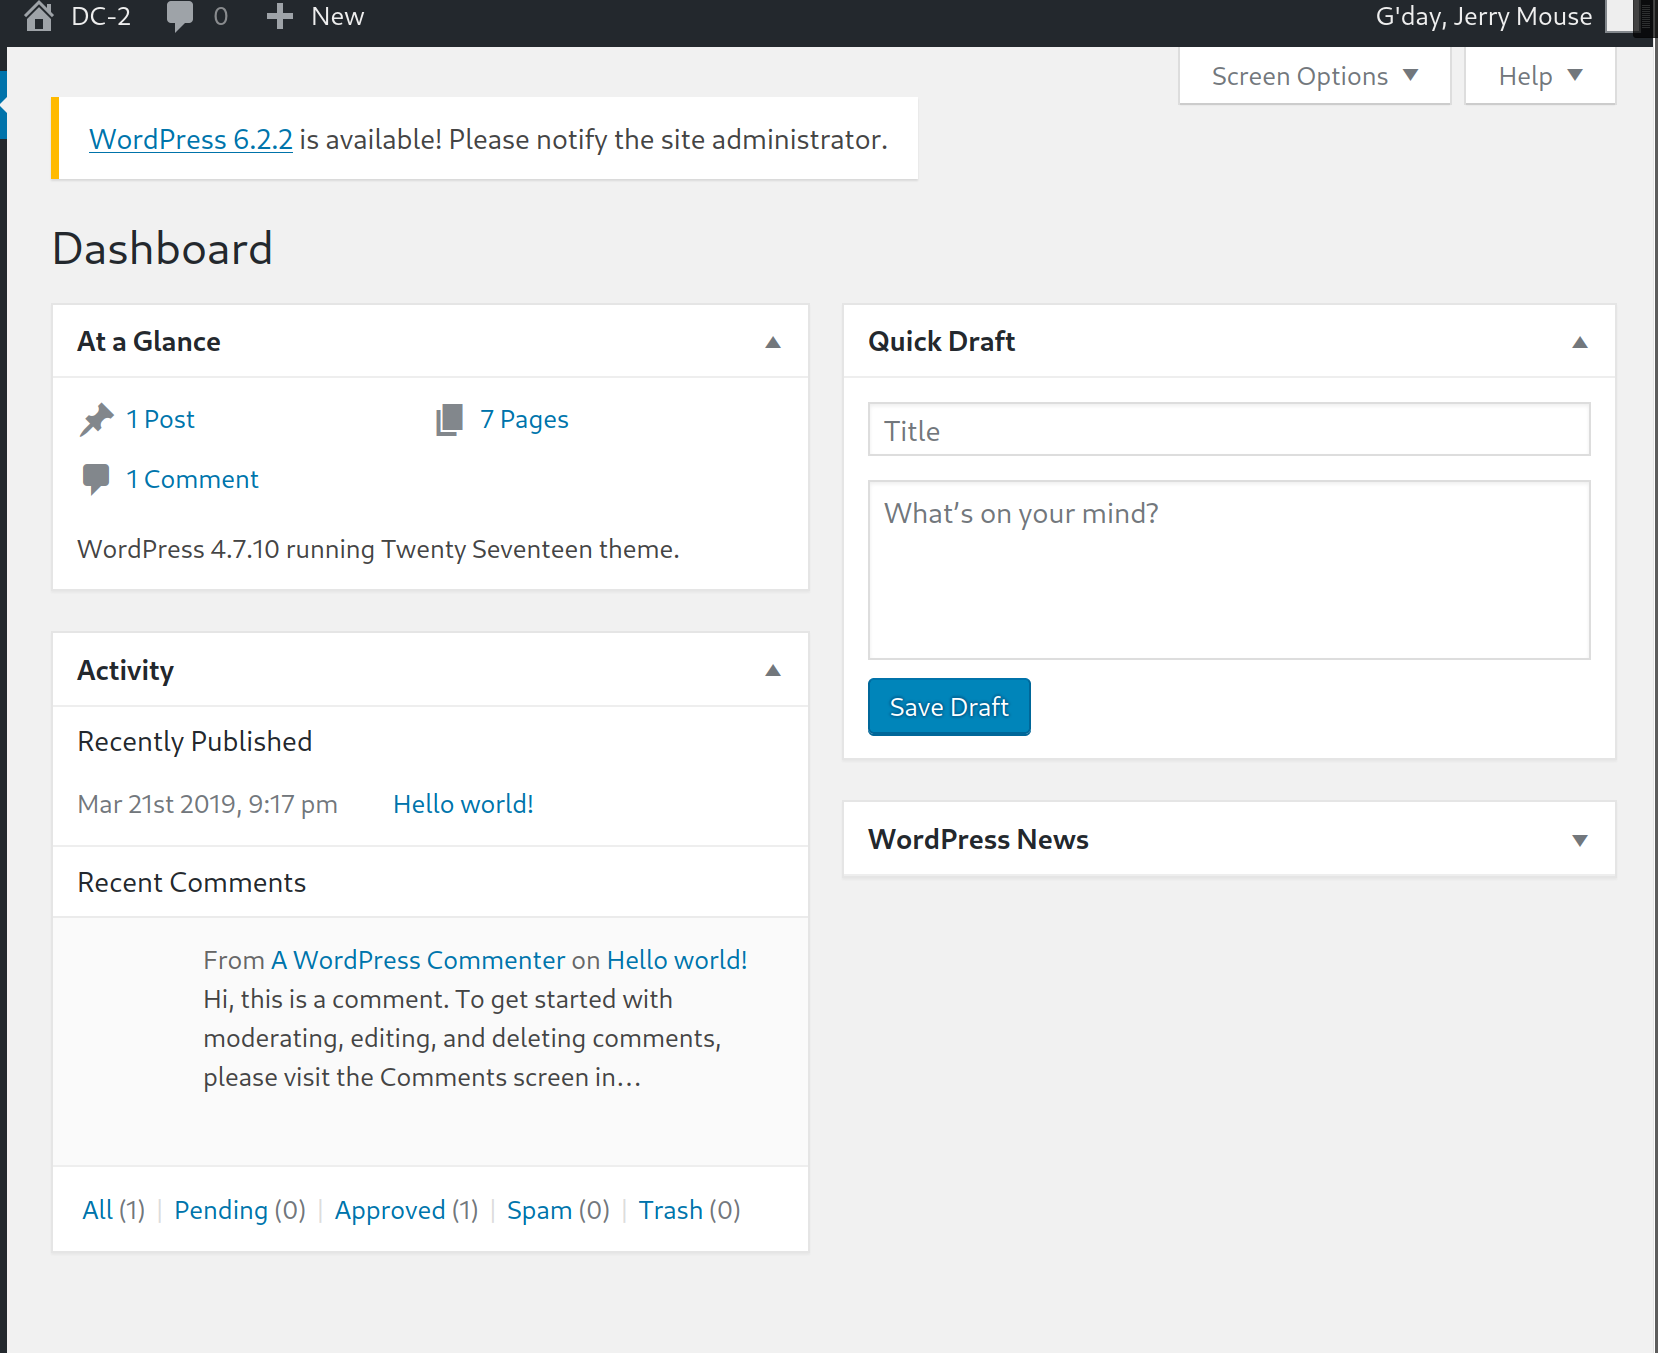 DC-2 0 New G'day, Jerry Mouse
Screen Options Help
WordPress 6.2.2 is available! Please notify the site administrator.
Dashboard
At a Glance
1 Post 7 Pages
1 Comment
WordPress 4.7.10 running Twenty Seventeen theme.
Activity
Recently Published
Mar 21st 2019, 9:17 pm Hello world!
Recent Comments
From A WordPress Commenter on Hello world!
Hi, this is a comment. To get started with
moderating, editing, and deleting comments,
please visit the Comments screen in…
All (1) | Pending (0) | Approved (1) | Spam (0) | Trash (0)
Quick Draft
Title
What’s on your mind?
Save Draft
WordPress News